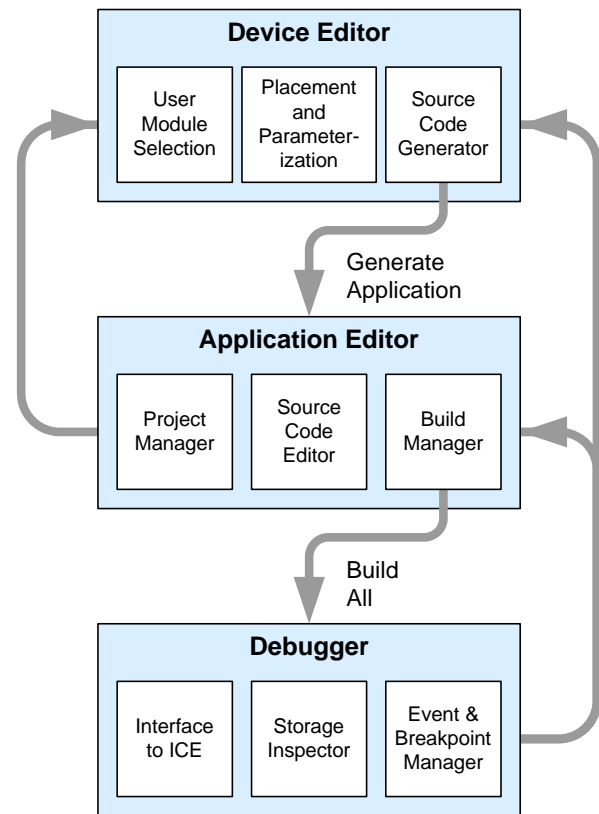 Device Editor
User
Module
Selection
Placement
and
Parameter-
ization
Source
Code
Generator
Generate
Application
Application Editor
Project
Manager
Source
Code
Editor
Build
Manager
Build
All
Debugger
Interface
to ICE
Storage
Inspector
Event &
Breakpoint
Manager